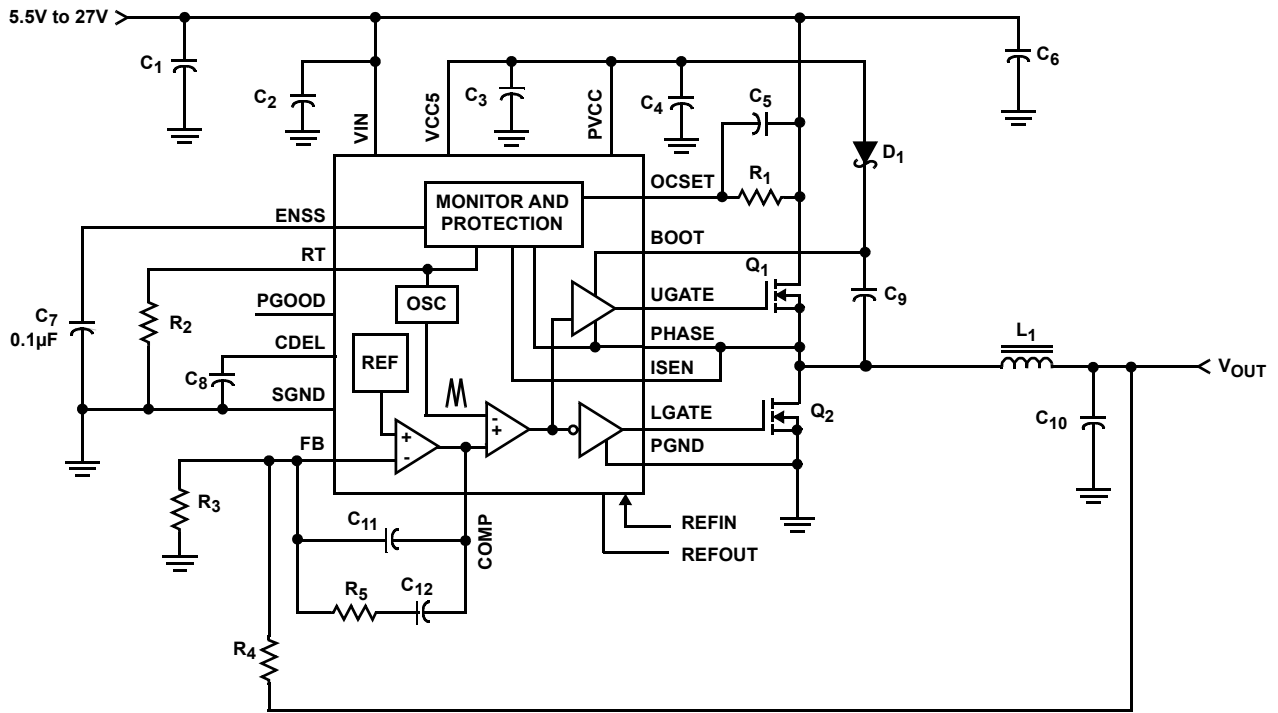 5.5V to 27V
C1
C2
VIN
VCC5
C3
PVCC
C4
C5
C6
D1
R1
OCSET
MONITOR AND
PROTECTION
ENSS
BOOT
RT
Q1
C9
UGATE
OSC
PGOOD
C7
0.1µF
R2
PHASE
L1
CDEL
REF
ISEN
VOUT
C8
SGND
LGATE
Q2
C10
- +
FB
+ -
PGND
R3
C11
COMP
REFIN
REFOUT
R5
C12
R4